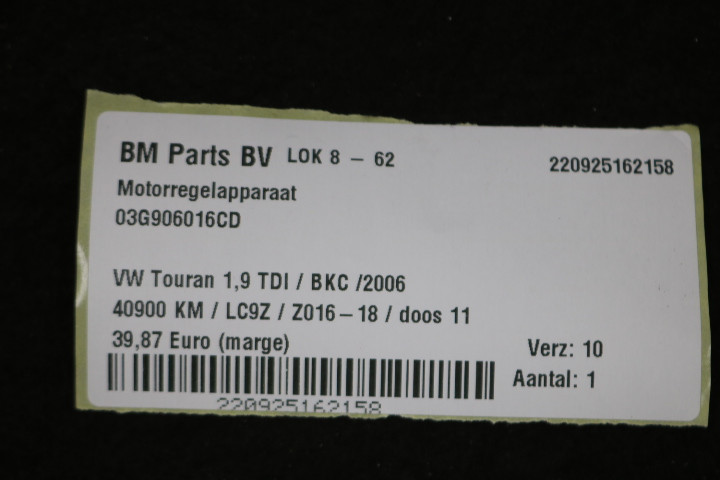 BM Parts BV LOK 8 – 62 220925162158
Motorregelapparaat
03G906016CD
VW Touran 1,9 TDI / BKC /2006
40900 KM / LC9Z / Z016–18 / doos 11
39,87 Euro (marge)
Verz: 10
Aantal: 1
220925162158